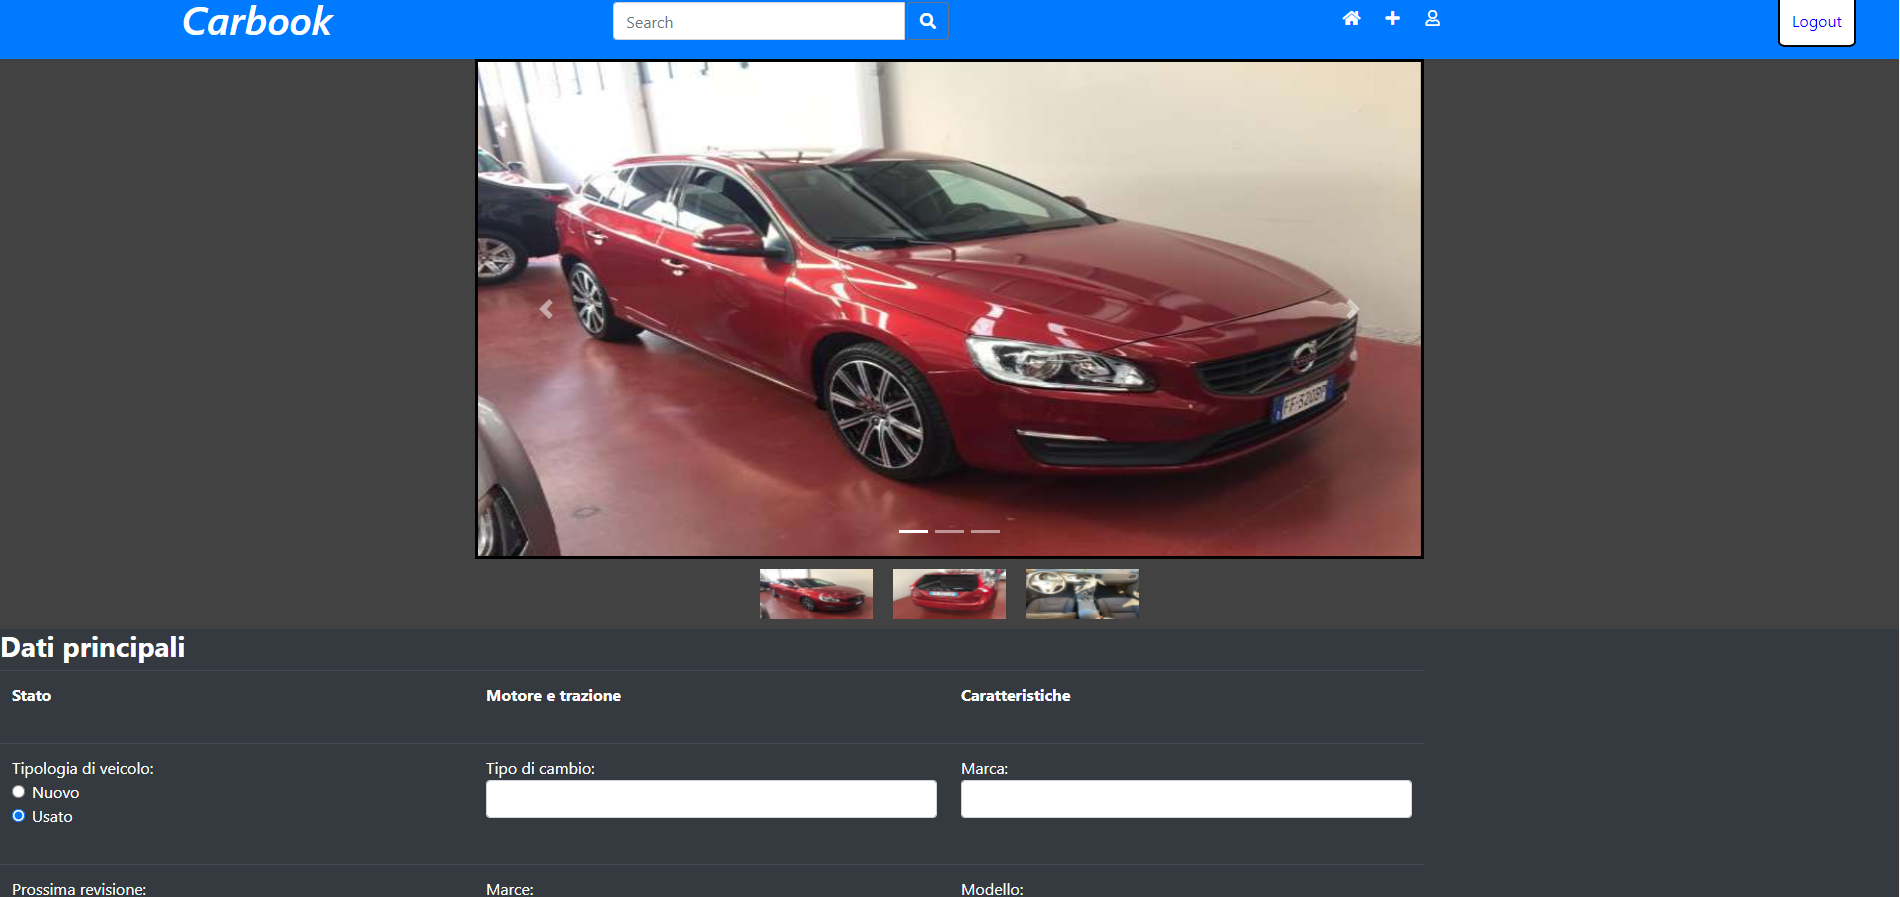 Carbook
Search
Logout
Dati principali
Stato
Motore e trazione
Caratteristiche
Tipologia di veicolo:
Nuovo
Usato
Tipo di cambio:
Marca:
Prossima revisione:
Marce:
Modello: